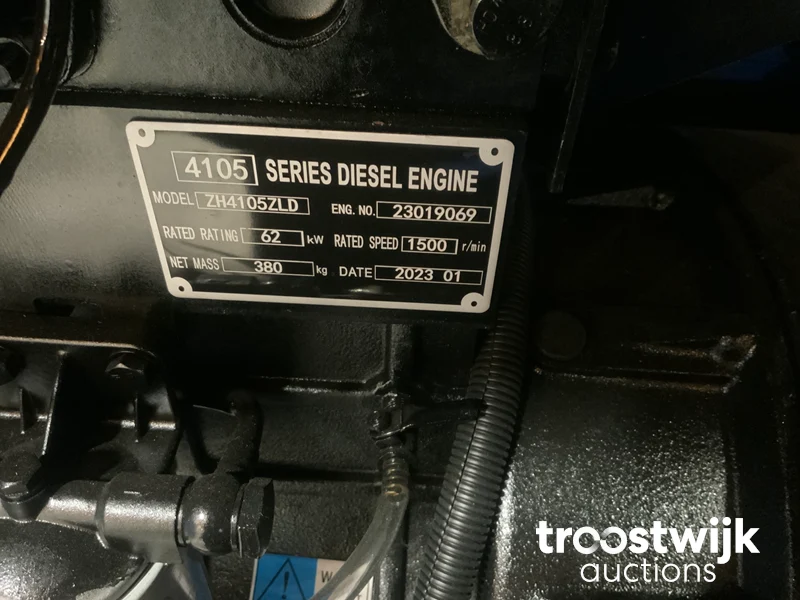 4105 SERIES DIESEL ENGINE
MODEL ZH4105ZLD ENG. NO. 23019069
RATED RATING 62 kW RATED SPEED 1500 r/min
NET MASS 380 kg DATE 2023 01
troostwijk
auctions